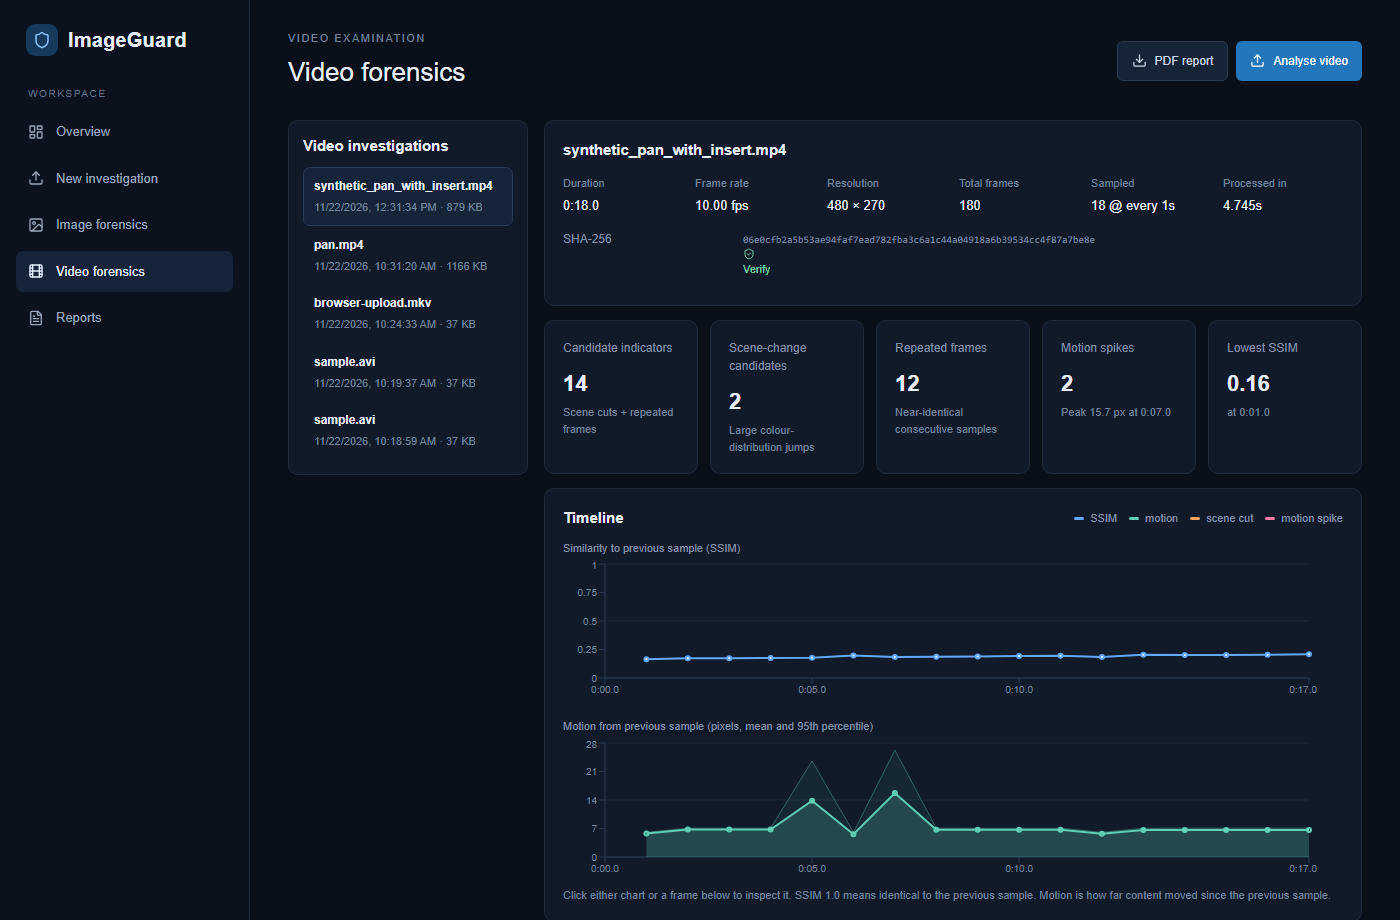 ImageGuard
WORKSPACE
Overview
New investigation
Image forensics
Video forensics
Reports
VIDEO EXAMINATION
Video forensics
PDF report
Analyse video
Video investigations
synthetic_pan_with_insert.mp4
11/22/2026, 12:31:34 PM · 879 KB
pan.mp4
11/22/2026, 10:31:20 AM · 1166 KB
browser-upload.mkv
11/22/2026, 10:24:33 AM · 37 KB
sample.avi
11/22/2026, 10:19:37 AM · 37 KB
sample.avi
11/22/2026, 10:18:59 AM · 37 KB
synthetic_pan_with_insert.mp4
Duration Frame rate Resolution Total frames Sampled Processed in
0:18.0 10.00 fps 480 × 270 180 18 @ every 1s 4.745s
SHA-256 06e0cfb2a5b53ae94faf7ead782fba3c6a1c44a04918a6b39534cc4f87a7be8e
Verify
Candidate indicators
14
Scene cuts + repeated
frames
Scene-change
candidates
2
Large colour-
distribution jumps
Repeated frames
12
Near-identical
consecutive samples
Motion spikes
2
Peak 15.7 px at 0:07.0
Lowest SSIM
0.16
at 0:01.0
Timeline
SSIM motion scene cut motion spike
Similarity to previous sample (SSIM)
1
0.75
0.5
0.25
0
0:00.0 0:05.0 0:10.0 0:17.0
Motion from previous sample (pixels, mean and 95th percentile)
28
21
14
7
0
0:00.0 0:05.0 0:10.0 0:17.0
Click either chart or a frame below to inspect it. SSIM 1.0 means identical to the previous sample. Motion is how far content moved since the previous sample.